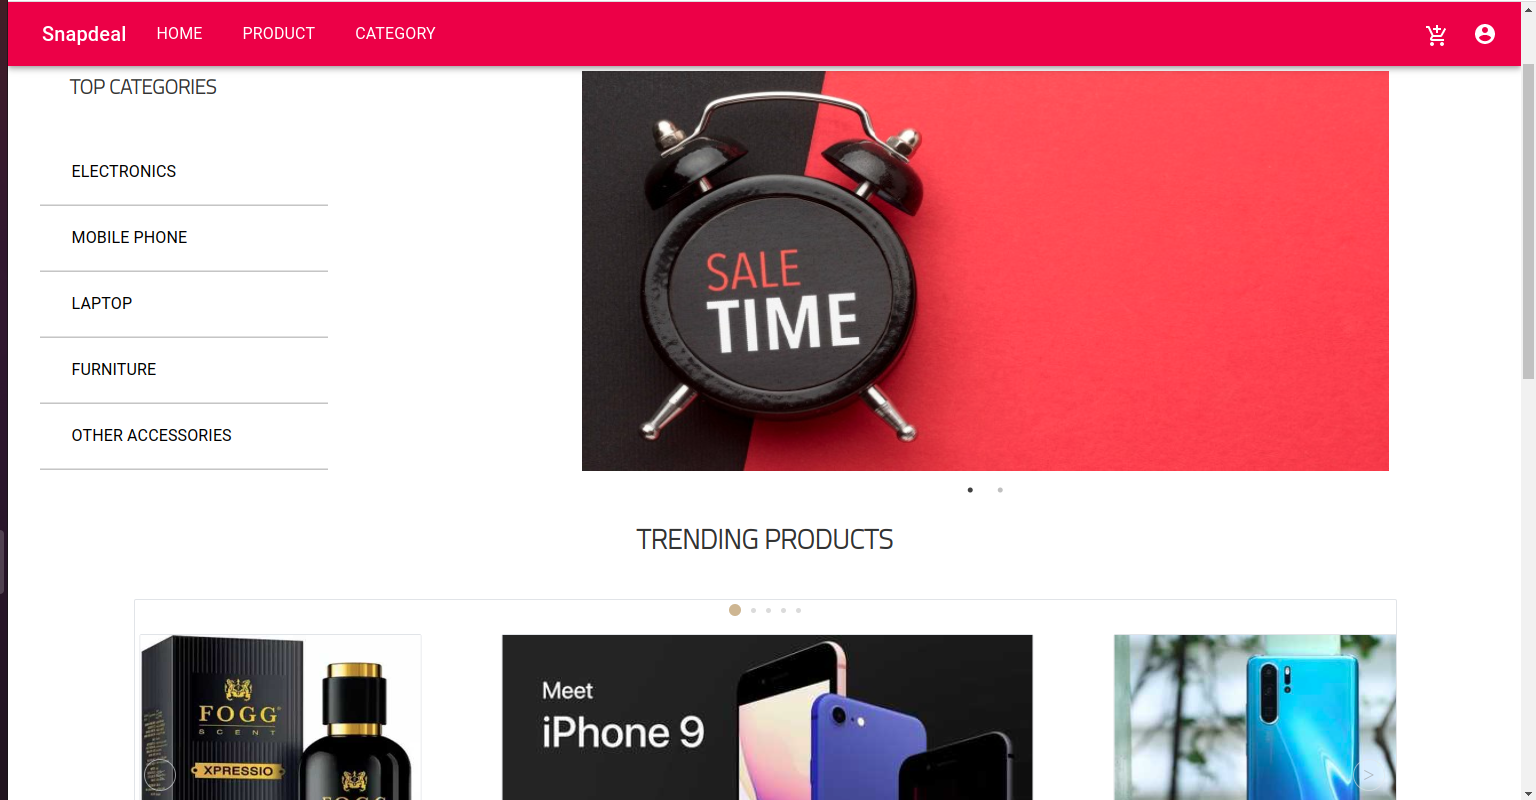 Snapdeal HOME PRODUCT CATEGORY
TOP CATEGORIES
ELECTRONICS
MOBILE PHONE
LAPTOP
FURNITURE
OTHER ACCESSORIES
SALE
TIME
TRENDING PRODUCTS
FOGG
SCENT
XPRESSIO
FOGG
Meet
iPhone 9